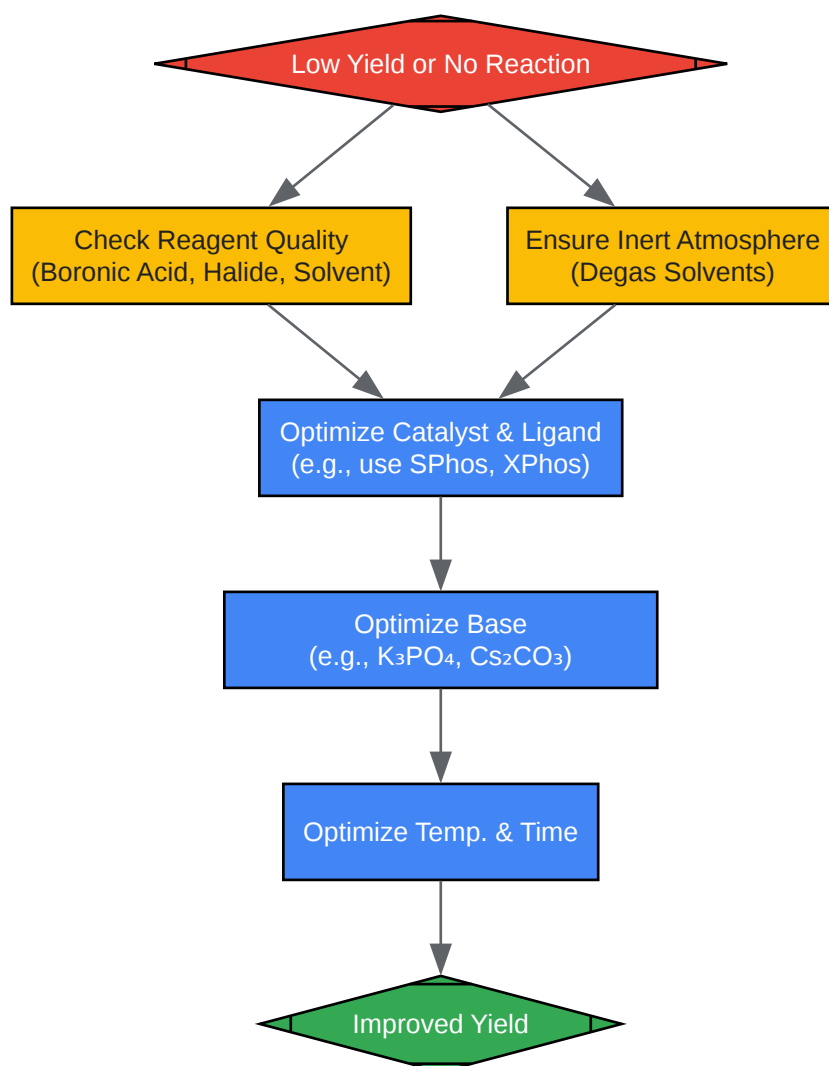 Low Yield or No Reaction
Check Reagent Quality
(Boronic Acid, Halide, Solvent)
Ensure Inert Atmosphere
(Degas Solvents)
Optimize Catalyst & Ligand
(e.g., use SPhos, XPhos)
Optimize Base
(e.g., K₃PO₄, Cs₂CO₃)
Optimize Temp. & Time
Improved Yield